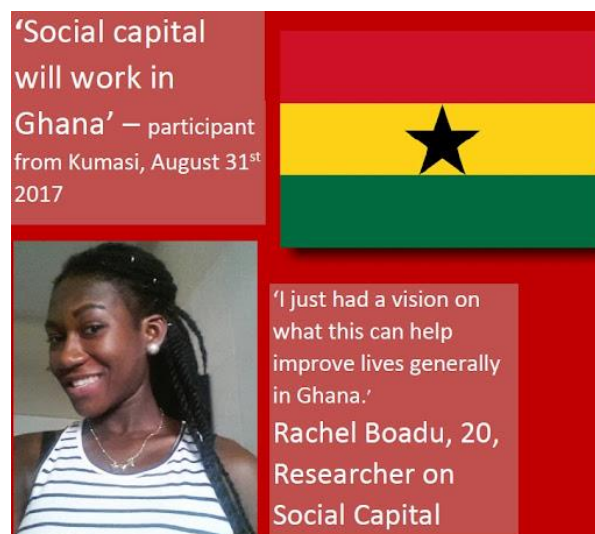 ‘Social capital
will work in
Ghana’ – participant
from Kumasi, August 31st
2017
‘I just had a vision on
what this can help
improve lives generally
in Ghana.’
Rachel Boadu, 20,
Researcher on
Social Capital